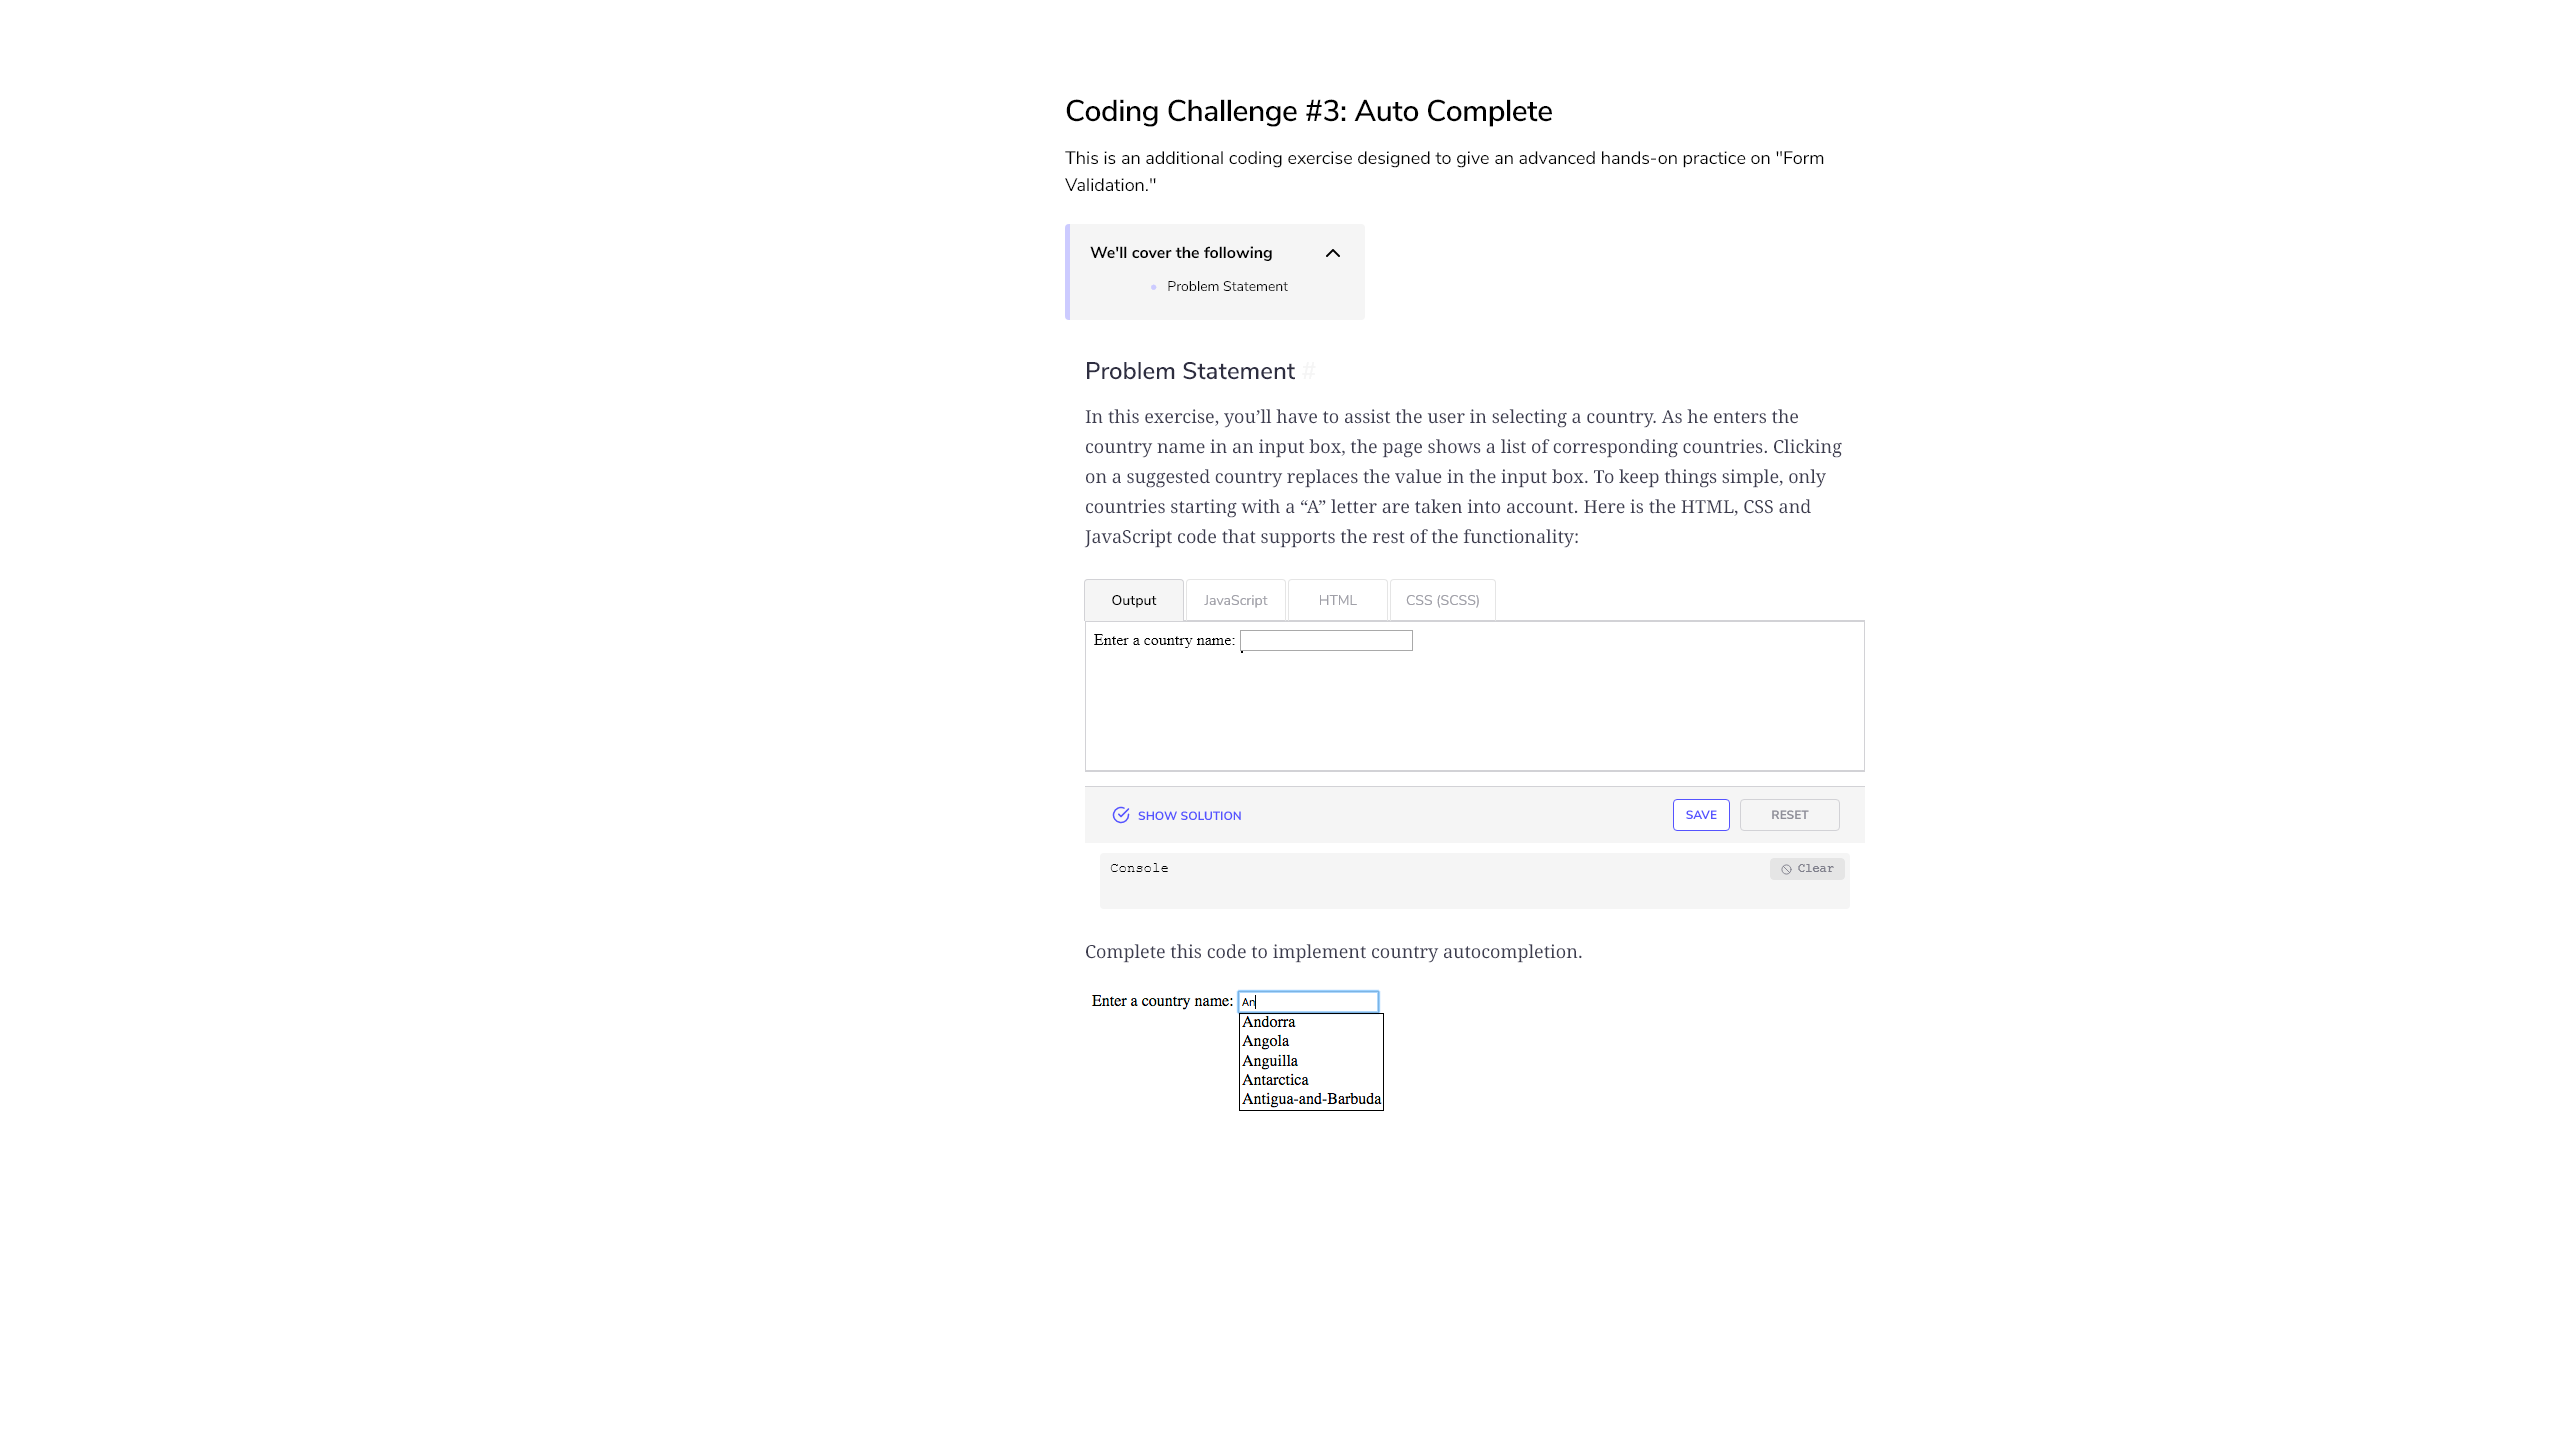 Coding Challenge #3: Auto Complete
This is an additional coding exercise designed to give an advanced hands-on practice on "Form
Validation."
We'll cover the following
Problem Statement
Problem Statement #
In this exercise, you’ll have to assist the user in selecting a country. As he enters the
country name in an input box, the page shows a list of corresponding countries. Clicking
on a suggested country replaces the value in the input box. To keep things simple, only
countries starting with a “A” letter are taken into account. Here is the HTML, CSS and
JavaScript code that supports the rest of the functionality:
Output JavaScript HTML CSS (SCSS)
Enter a country name:
SHOW SOLUTION SAVE RESET
Console Clear
Complete this code to implement country autocompletion.
Enter a country name: An
Andorra
Angola
Anguilla
Antarctica
Antigua-and-Barbuda